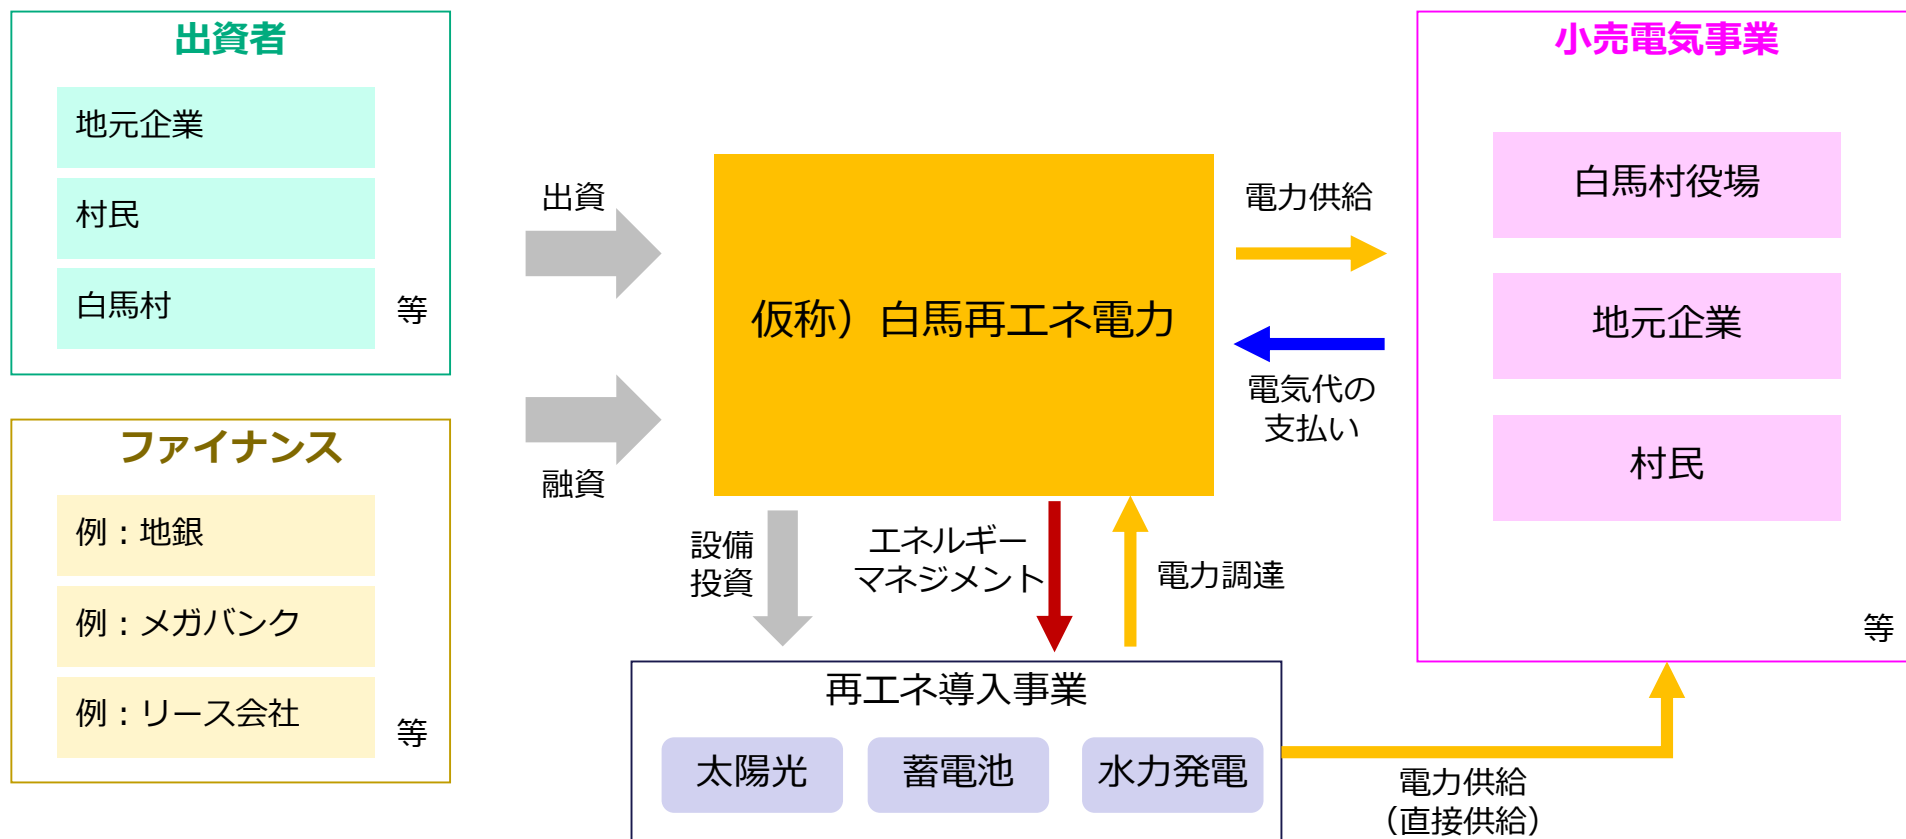 出資者
地元企業
村民
白馬村
等
ファイナンス
例：地銀
例：メガバンク
例：リース会社
等
出資
融資
仮称）白馬再エネ電力
設備
投資
エネルギー
マネジメント
電力調達
再エネ導入事業
太陽光
蓄電池
水力発電
電力供給
電気代の
支払い
小売電気事業
白馬村役場
地元企業
村民
等
電力供給
（直接供給）